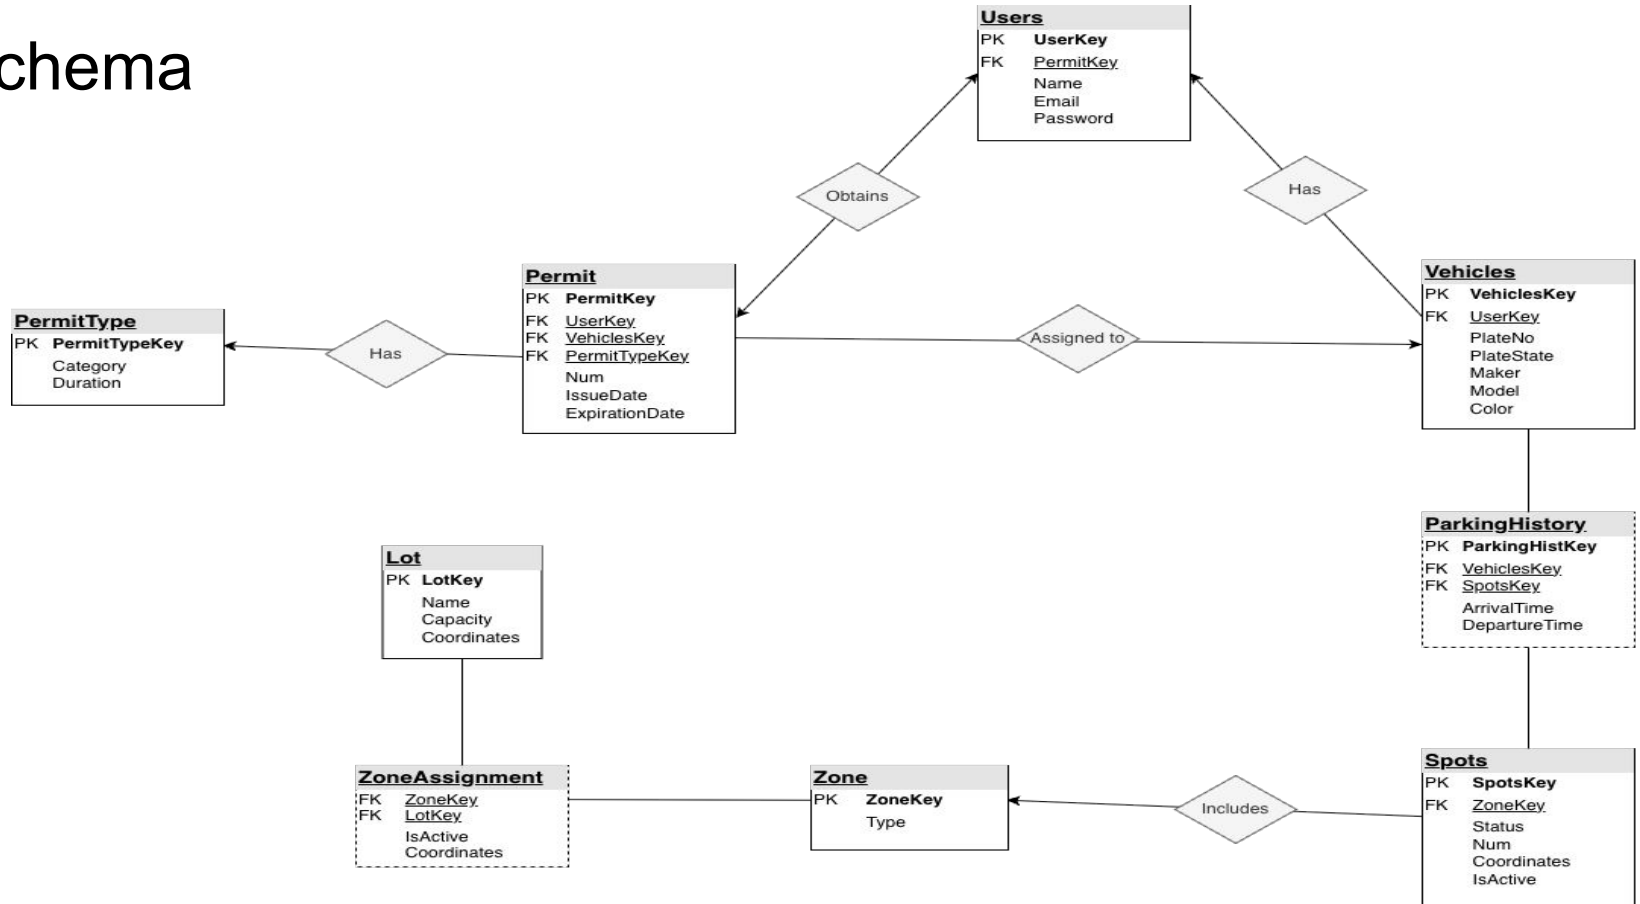 chema
Users
PK UserKey
FK PermitKey
Name
Email
Password
Obtains
Has
Permit
PK PermitKey
FK UserKey
FK VehiclesKey
FK PermitTypeKey
Num
IssueDate
ExpirationDate
Vehicles
PK VehiclesKey
FK UserKey
PlateNo
PlateState
Maker
Model
Color
PermitType
PK PermitTypeKey
Category
Duration
Has
Assigned to
ParkingHistory
PK ParkingHistKey
FK VehiclesKey
FK SpotsKey
ArrivalTime
DepartureTime
Lot
PK LotKey
Name
Capacity
Coordinates
ZoneAssignment
FK ZoneKey
FK LotKey
IsActive
Coordinates
Zone
PK ZoneKey
Type
Includes
Spots
PK SpotsKey
FK ZoneKey
Status
Num
Coordinates
IsActive